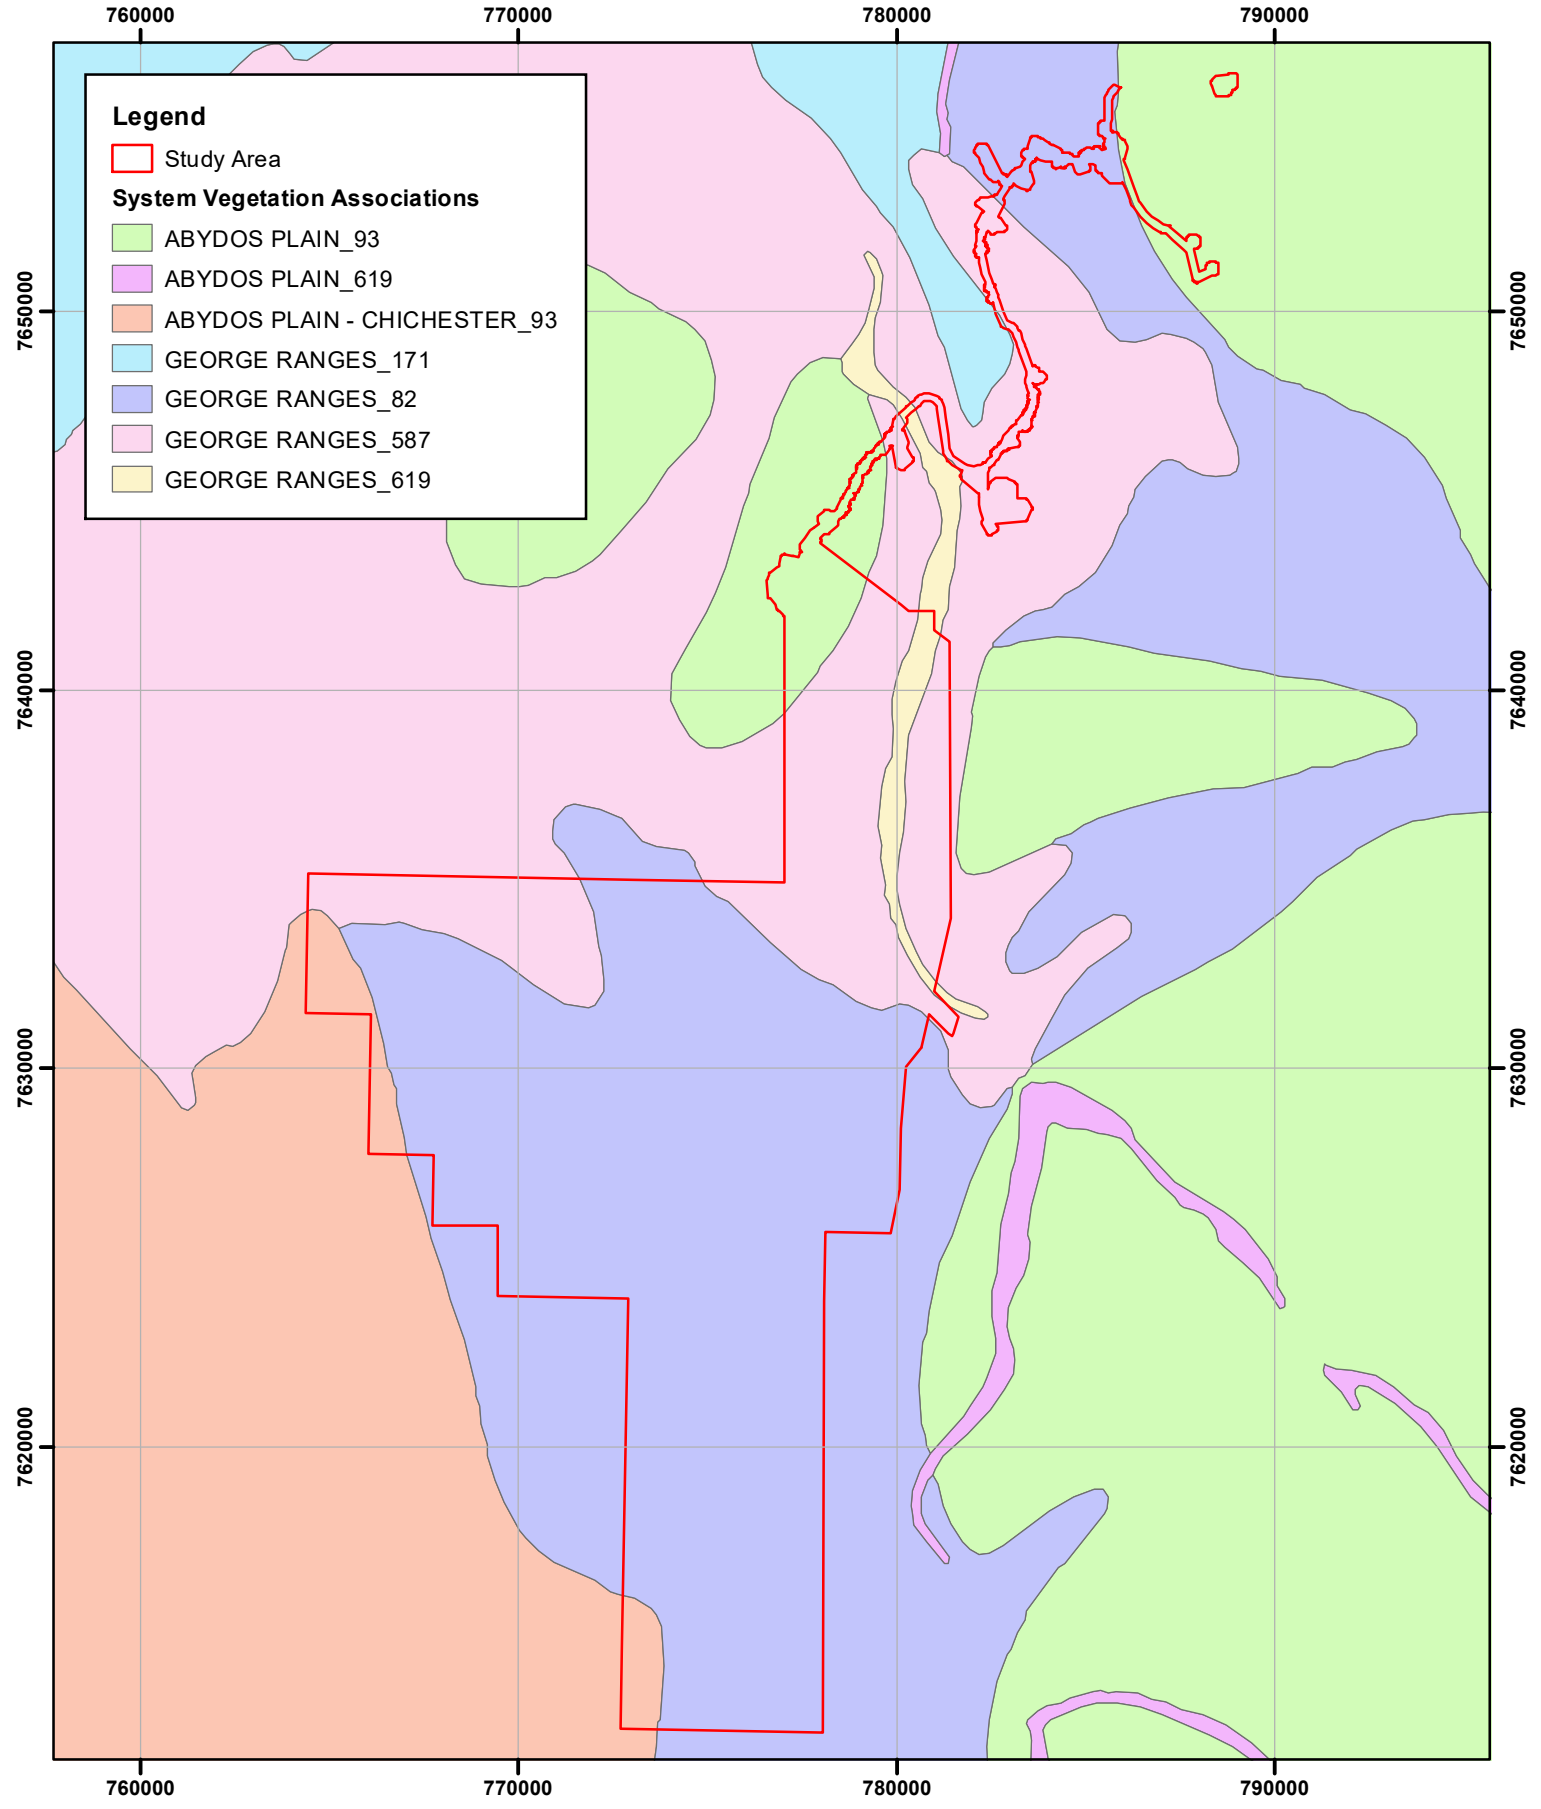 760000 770000 780000 790000
Legend
Study Area
System Vegetation Associations
ABYDOS PLAIN_93
ABYDOS PLAIN_619
ABYDOS PLAIN - CHICHESTER_93
GEORGE RANGES_171
GEORGE RANGES_82
GEORGE RANGES_587
GEORGE RANGES_619
7650000 7650000
7640000 7640000
7630000 7630000
7620000 7620000
760000 770000 780000 790000